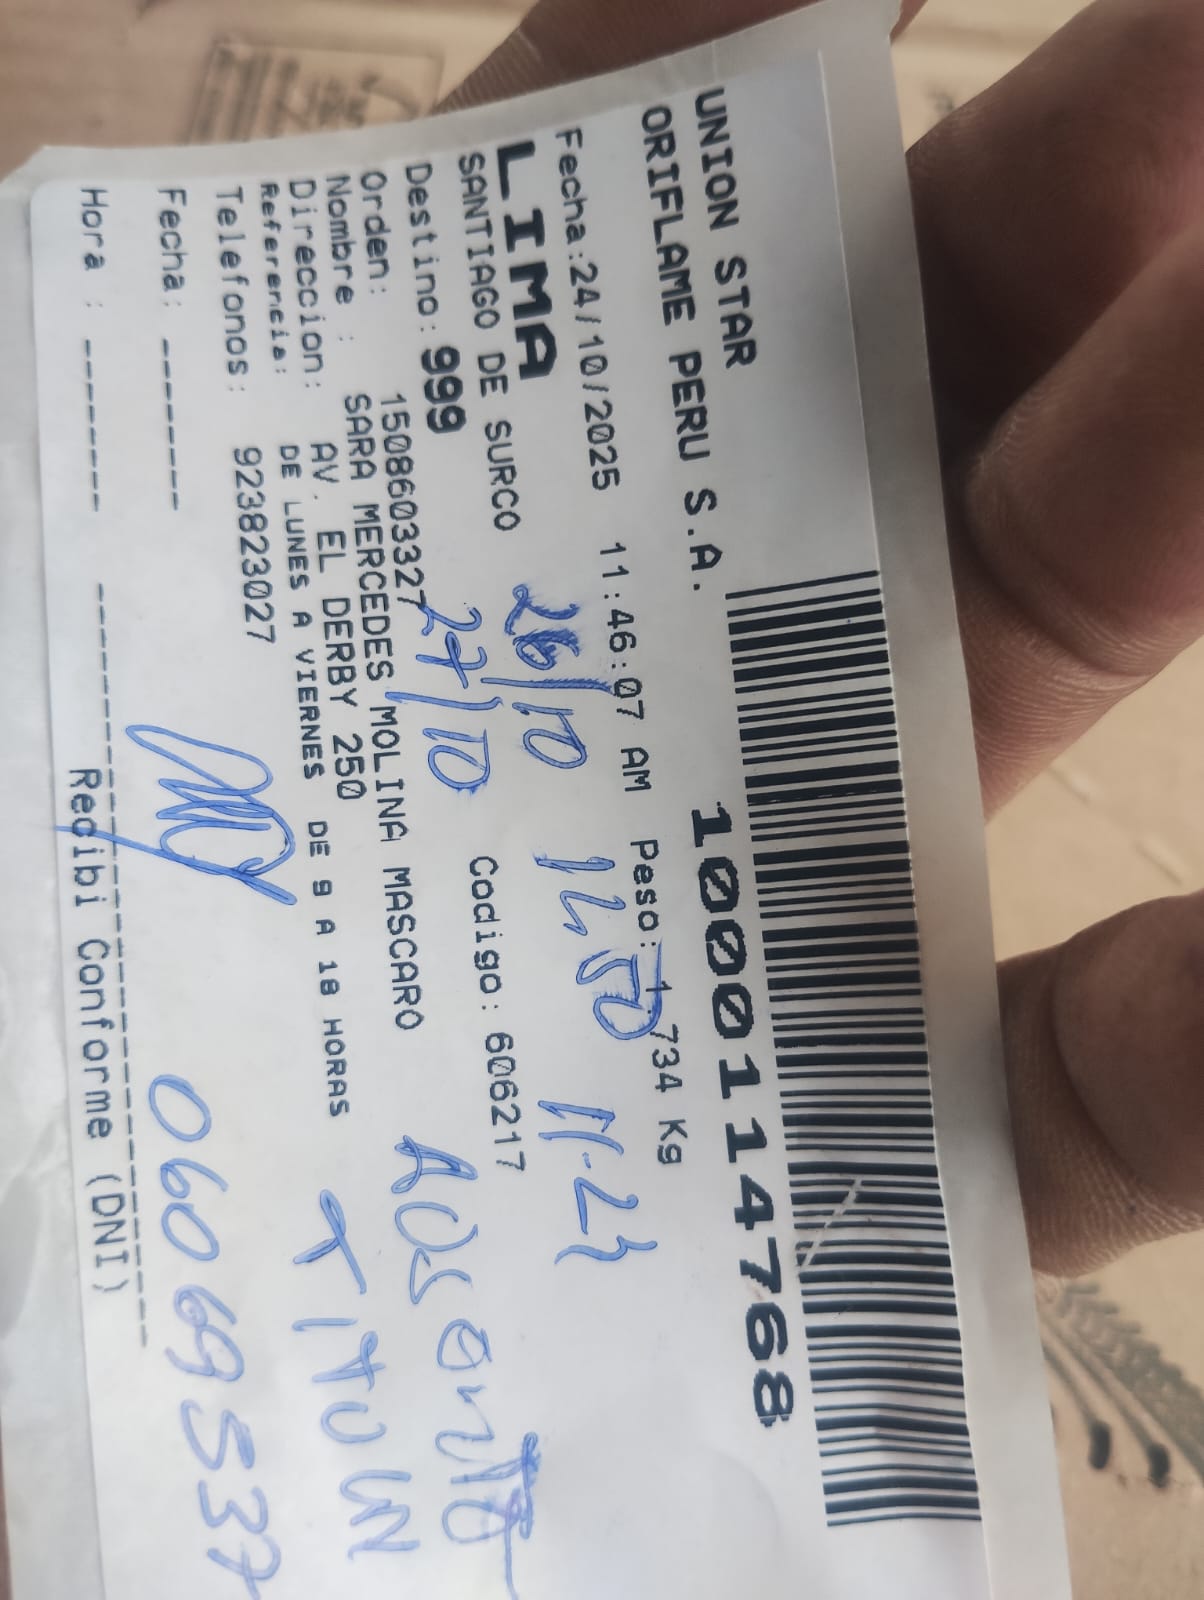 UNION STAR
ORIFLAME PERU S.A.
1000114768
Fecha:24/10/2025 11:46:07 AM Peso: 1.734 Kg
LIMA
26/10 12 50 11-23
SANTIAGO DE SURCO
Codigo: 606217
Destino: 999
27/10 AUSENTE
Orden: 1508603327
Nombre : SARA MERCEDES MOLINA MASCARO
Direccion: AV. EL DERBY 250
Referencia: DE LUNES A VIERNES DE 9 A 18 HORAS
Telefonos: 923823027
Fecha: -------
06069537
Hora : -------
Recibi Conforme (DNI)